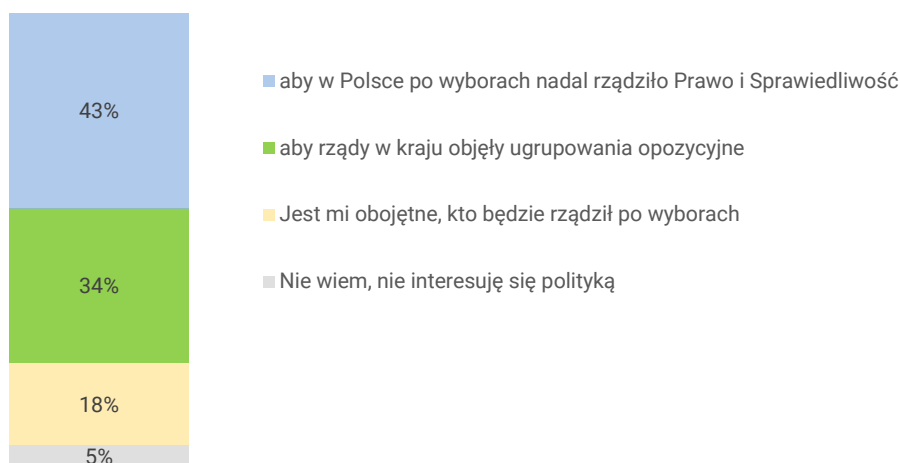 43%
34%
18%
5%
aby w Polsce po wyborach nadal rządziło Prawo i Sprawiedliwość
aby rządy w kraju objęły ugrupowania opozycyjne
Jest mi obojętne, kto będzie rządził po wyborach
Nie wiem, nie interesuję się polityką